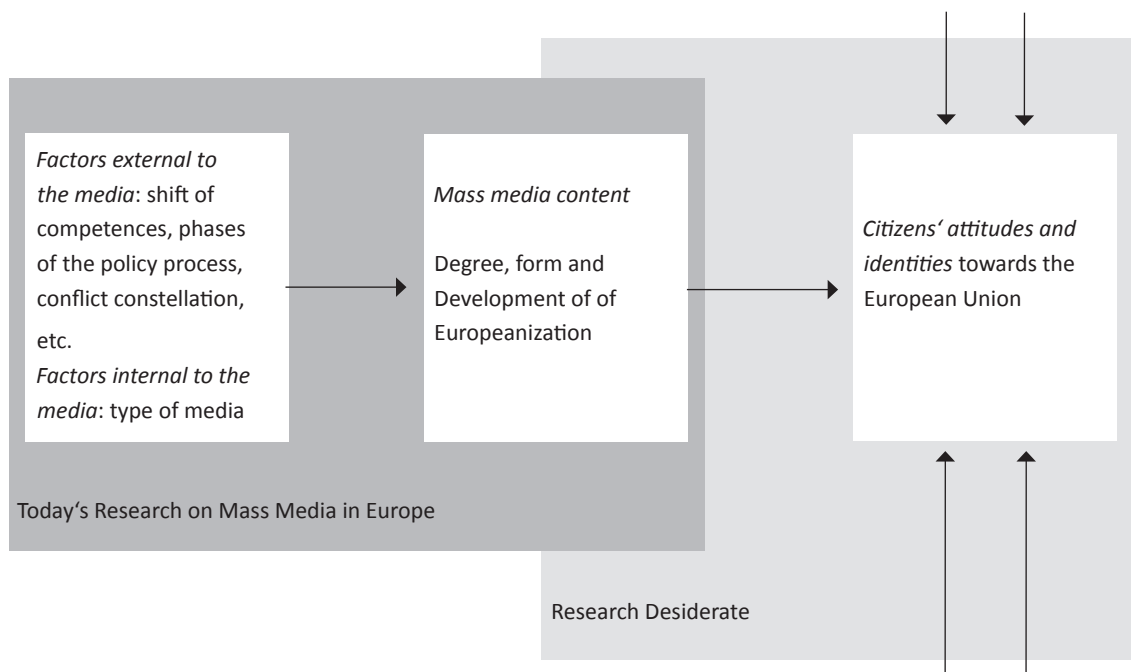 Factors external to
the media: shift of
competences, phases
of the policy process,
conflict constellation,
etc.
Factors internal to the
media: type of media
Mass media content
Degree, form and
Development of of
Europeanization
Citizens‘ attitudes and
identities towards the
European Union
Today‘s Research on Mass Media in Europe
Research Desiderate